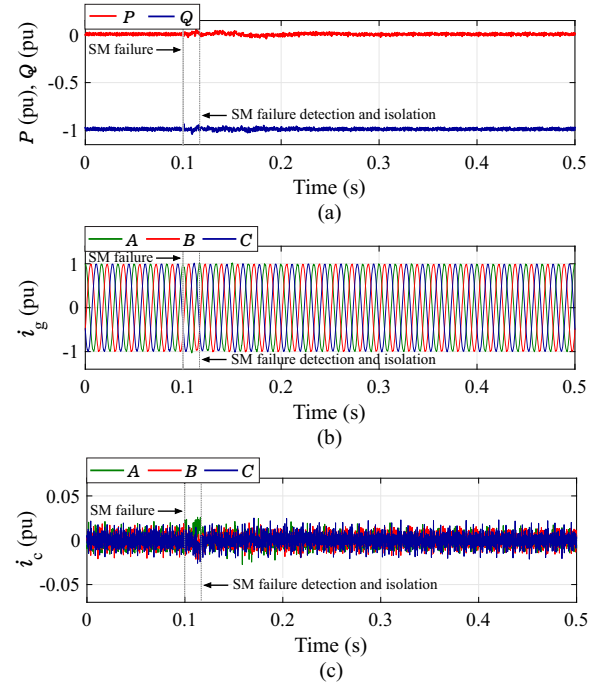 P Q
0
SM failure
-0.5
SM failure detection and isolation
-1
P (pu), Q (pu)
0 0.1 0.2 0.3 0.4 0.5
Time (s)
(a)
A B C
SM failure
1
0
-1
i_g (pu)
SM failure detection and isolation
0 0.1 0.2 0.3 0.4 0.5
Time (s)
(b)
A B C
0.05
SM failure
0
-0.05
i_c (pu)
SM failure detection and isolation
0 0.1 0.2 0.3 0.4 0.5
Time (s)
(c)